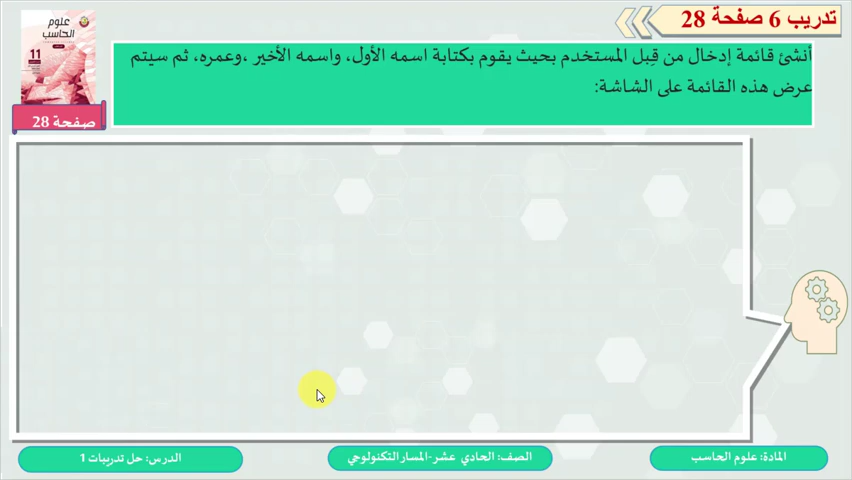 تدريب 6 صفحة 28
علوم
الحاسب
11
صفحة 28
أنشئ قائمة إدخال من قِبل المستخدم بحيث يقوم بكتابة اسمه الأول، واسمه الأخير ،وعمره، ثم سيتم
عرض هذه القائمة على الشاشة:
المادة: علوم الحاسب
الصف: الحادي عشر-المسار التكنولوجي
الدرس: حل تدريبات 1